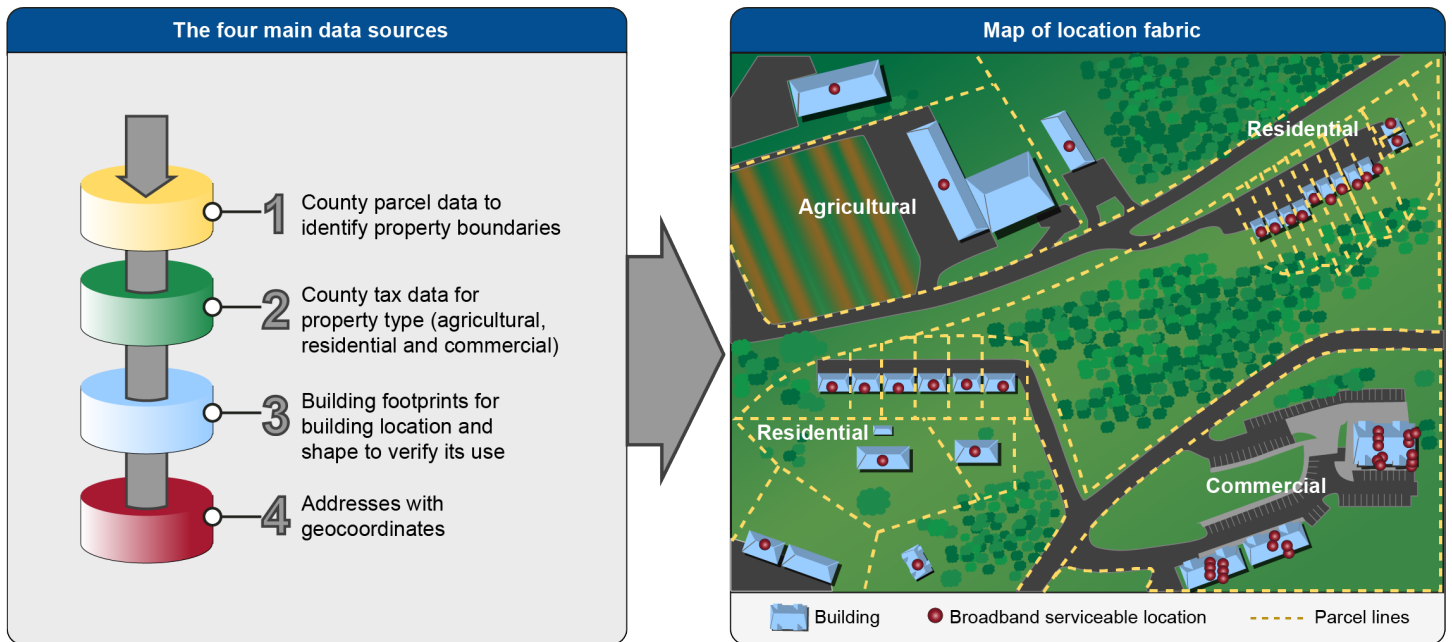 The four main data sources
1 County parcel data to
identify property boundaries
2 County tax data for
property type (agricultural,
residential and commercial)
3 Building footprints for
building location and
shape to verify its use
4 Addresses with
geocoordinates
Map of location fabric
Residential
Agricultural
Residential
Commercial
Building
Broadband serviceable location
Parcel lines